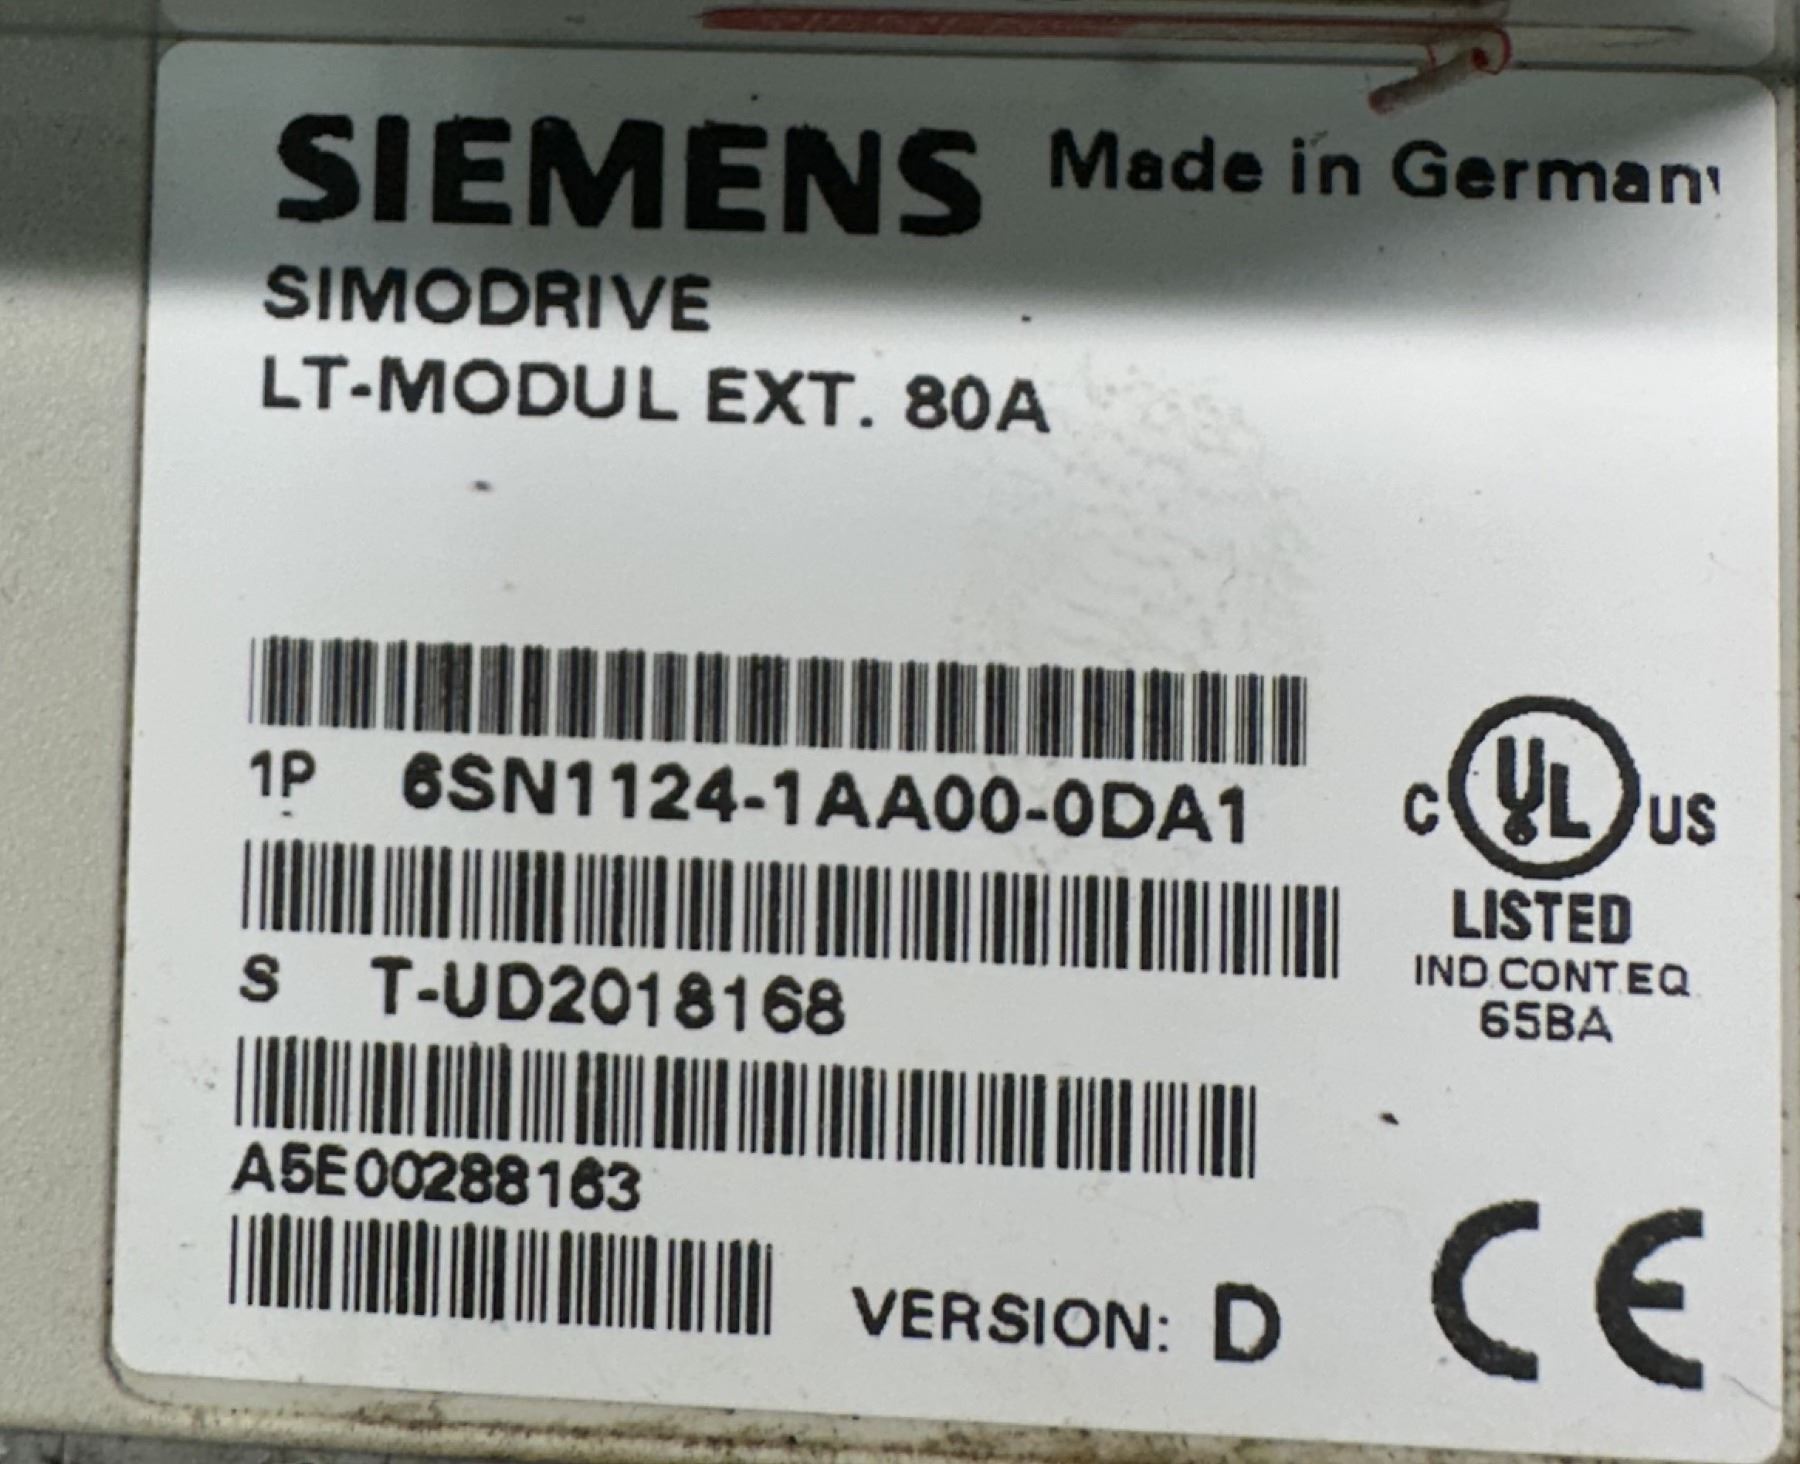 SIEMENS Made in Germany
SIMODRIVE
LT-MODUL EXT. 80A
1P 6SN1124-1AA00-0DA1
C UL US
LISTED
IND.CONT.EQ
65BA
S T-UD2018168
A5E00288163
VERSION: D
CE